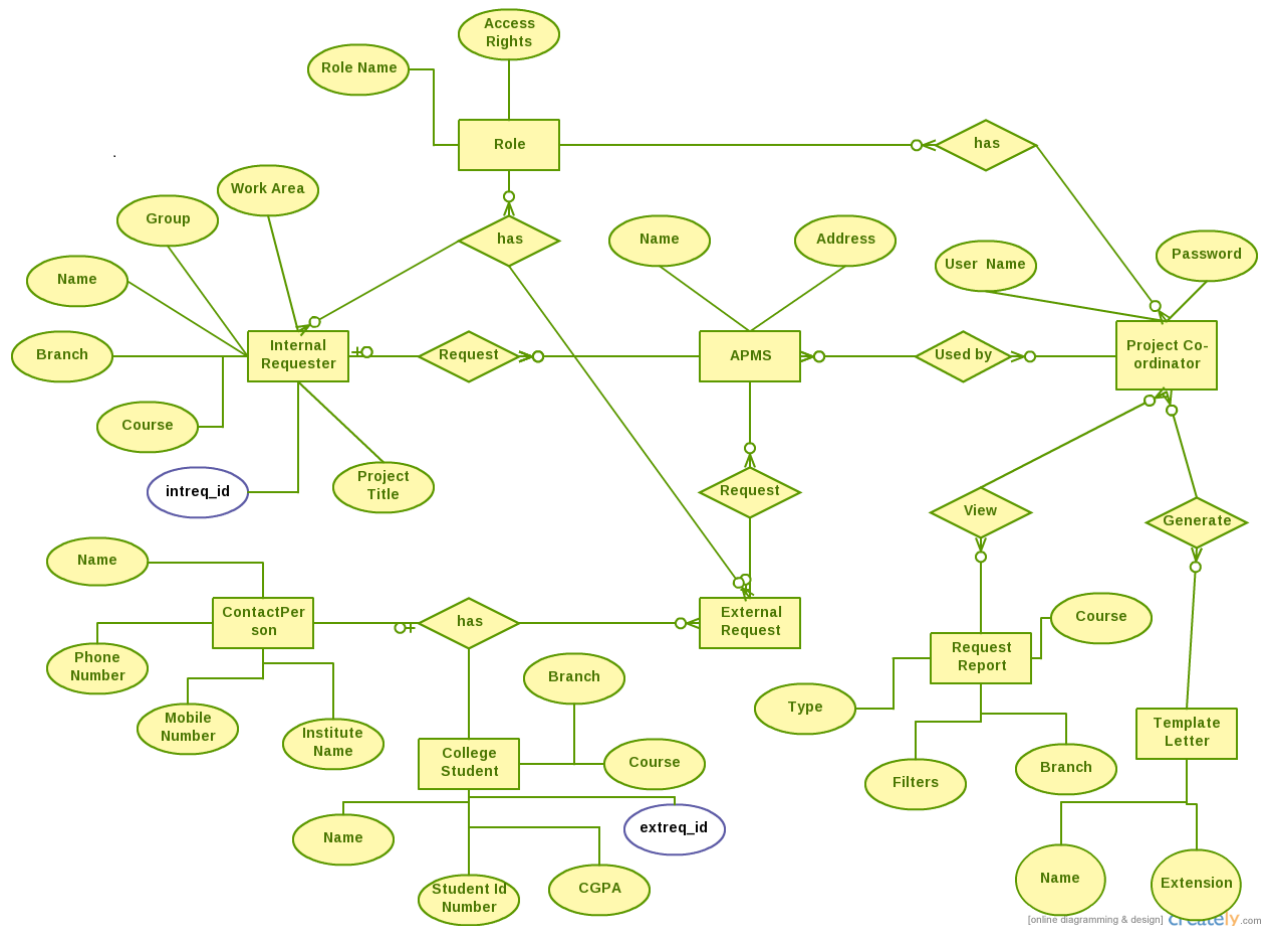 Access
Rights
Role Name
Role
has
Work Area
Group
has
Name
Address
Name
User  Name
Password
Branch
Internal
Requester
Request
APMS
Used by
Project Co-
ordinator
Course
intreq_id
Project
Title
Request
View
Generate
Name
ContactPer
son
has
External
Request
Course
Phone
Number
Request
Report
Mobile
Number
Institute
Name
Branch
Type
College
Student
Course
Template
Letter
Filters
Branch
Name
extreq_id
Student Id
Number
CGPA
Name
Extension
[online diagramming & design] creately.com